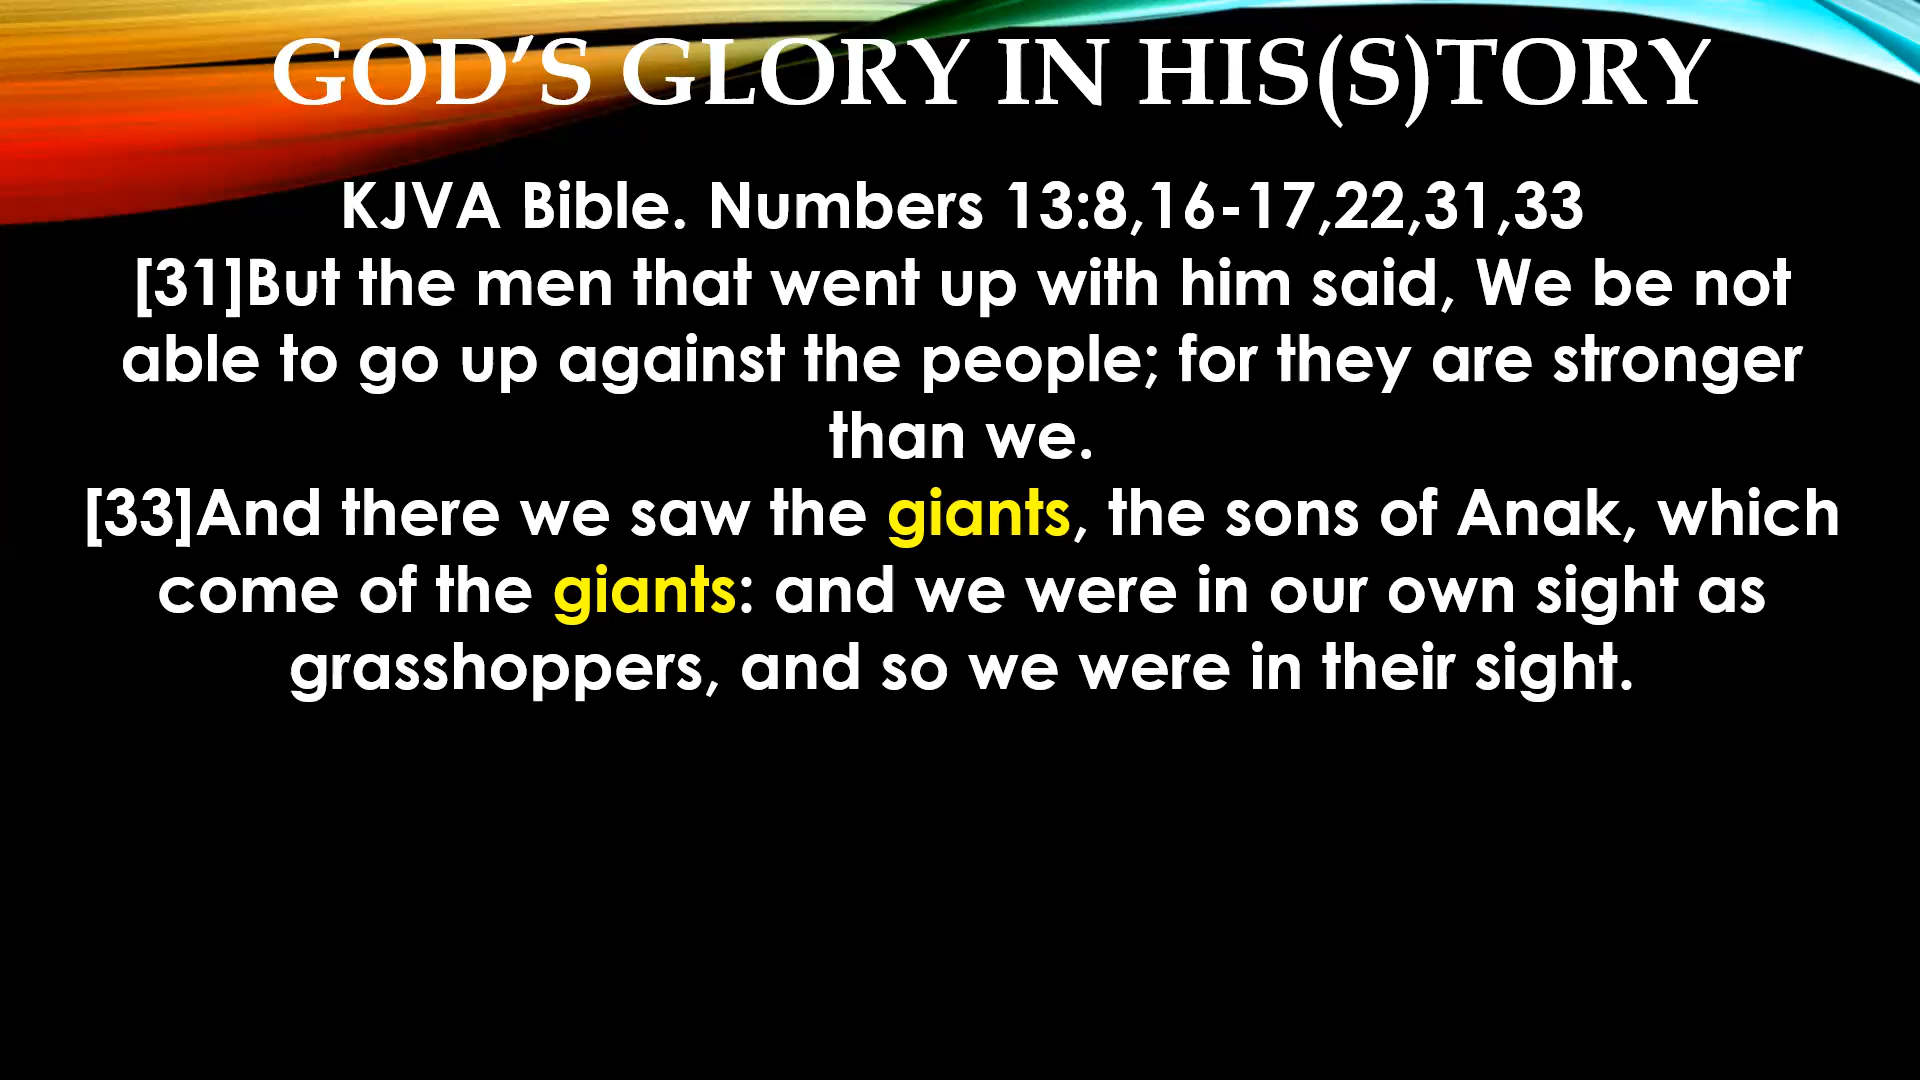 GOD’S GLORY IN HIS(S)TORY
KJVA Bible. Numbers 13:8,16-17,22,31,33
[31]But the men that went up with him said, We be not
able to go up against the people; for they are stronger
than we.
[33]And there we saw the giants, the sons of Anak, which
come of the giants: and we were in our own sight as
grasshoppers, and so we were in their sight.